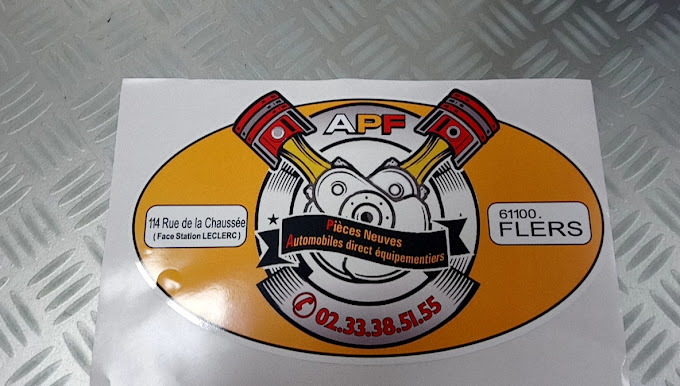 APF
114 Rue de la Chaussée
( Face Station LECLERC )
Pièces Neuves
Automobiles direct équipementiers
61100.
FLERS
02.33.38.51.55